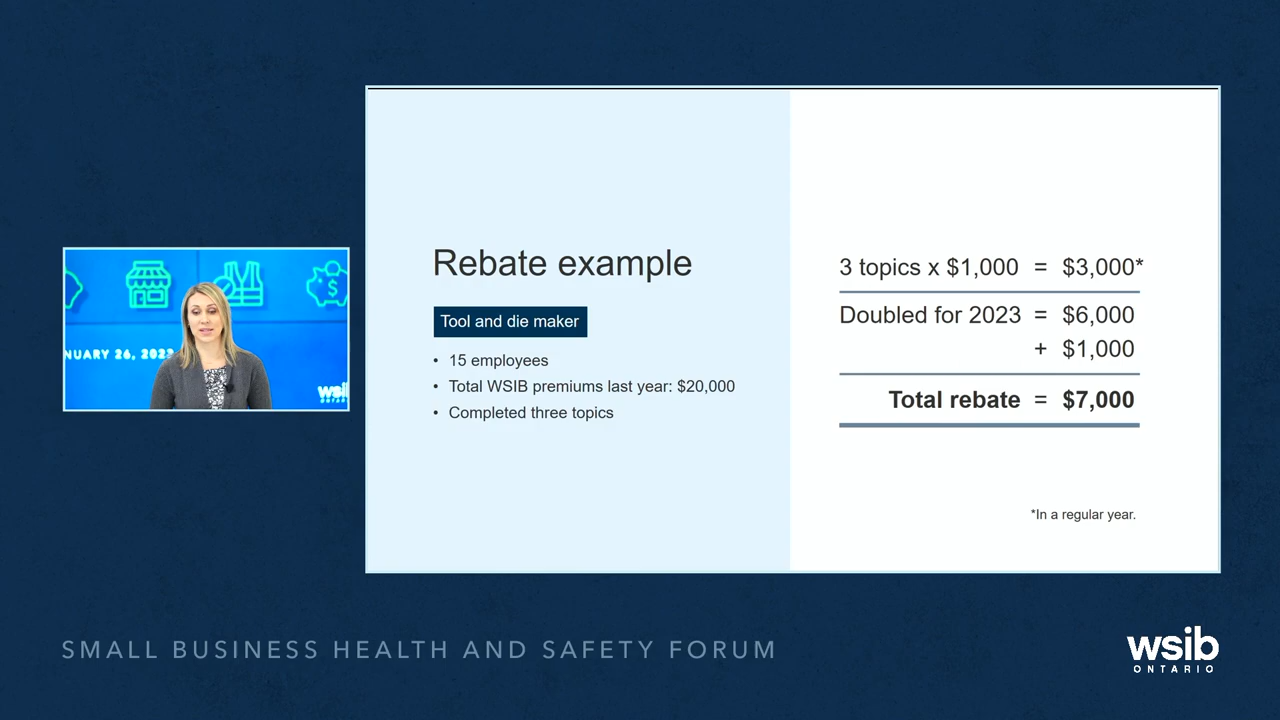 Rebate example
Tool and die maker
• 15 employees
• Total WSIB premiums last year: $20,000
• Completed three topics
3 topics x $1,000 = $3,000*
Doubled for 2023 = $6,000
+ $1,000
Total rebate = $7,000
*In a regular year.
NUARY 26, 2023
wsib
SMALL BUSINESS HEALTH AND SAFETY FORUM
wsib
ONTARIO